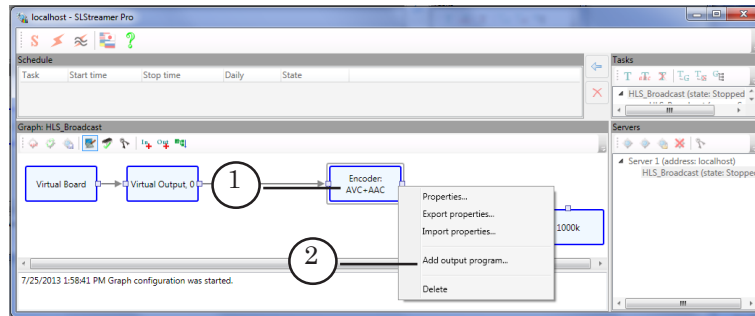 localhost - SLStreamer Pro
Schedule
Task Start time Stop time Daily State
Tasks
HLS_Broadcast (state: Stopped
Graph: HLS_Broadcast
In Out
Servers
Server 1 (address: localhost)
HLS_Broadcast (state: Stopped
Virtual Board
Virtual Output, 0
1
Encoder:
AVC+AAC
Properties...
Export properties...
Import properties...
1000k
2
Add output program...
Delete
7/25/2013 1:58:41 PM Graph configuration was started.